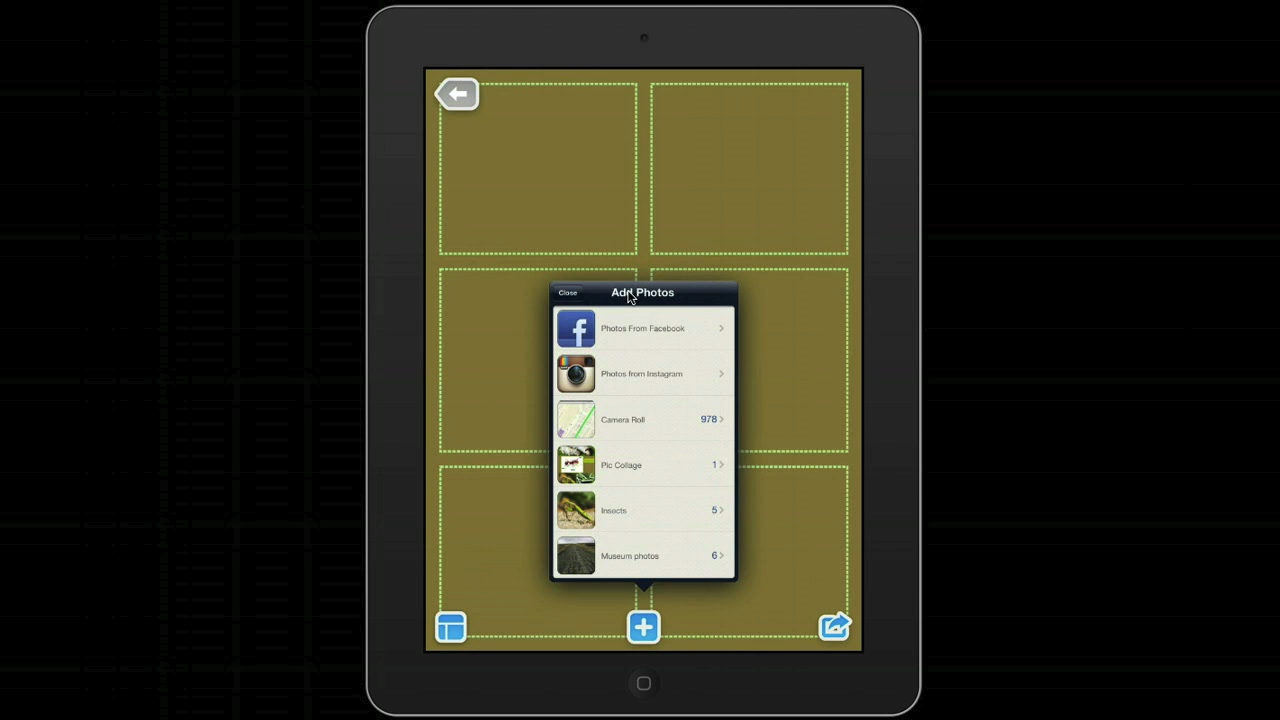 Close
Add Photos
Photos From Facebook
Photos from Instagram
Camera Roll 978
Pic Collage 1
Insects 5
Museum photos 6